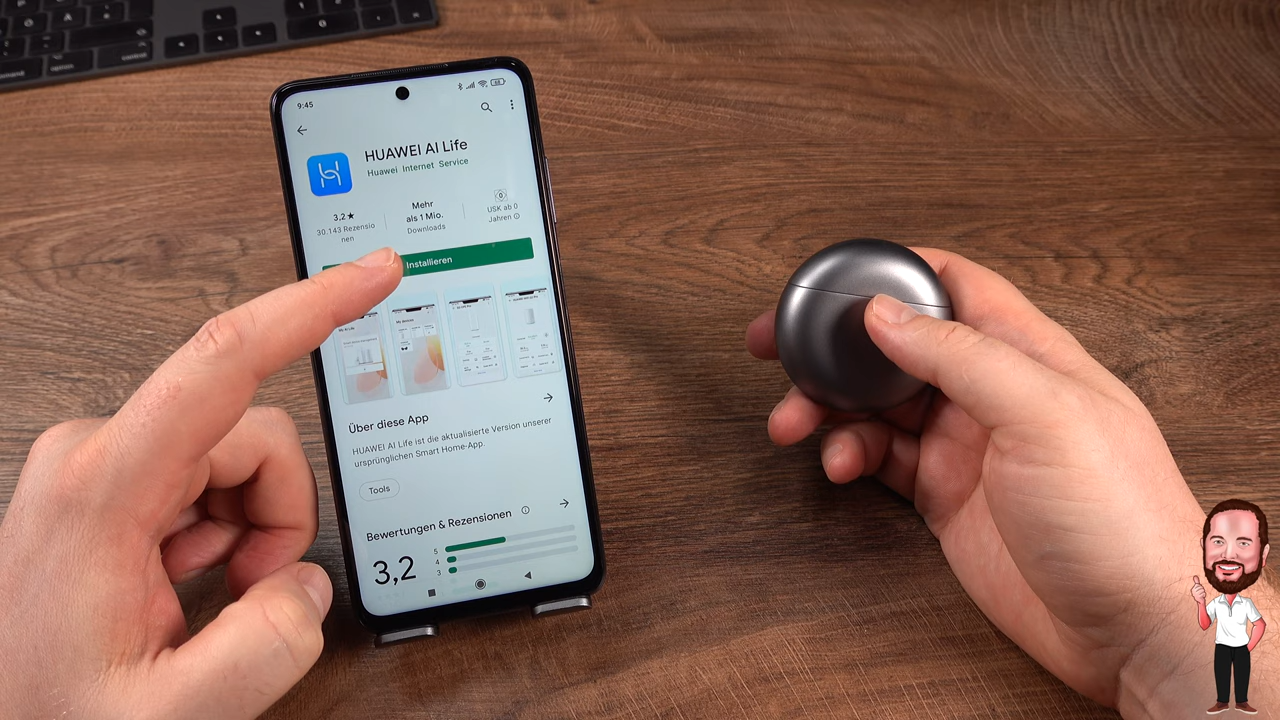 9:45
HUAWEI AI Life
Huawei Internet Service
3,2★
30.143 Rezensio
nen
Mehr
als 1 Mio.
Downloads
0
USK ab 0
Jahren
Installieren
Über diese App
HUAWEI AI Life ist die aktualisierte Version unserer
ursprünglichen Smart Home-App.
Tools
Bewertungen & Rezensionen
3,2
5
4
3